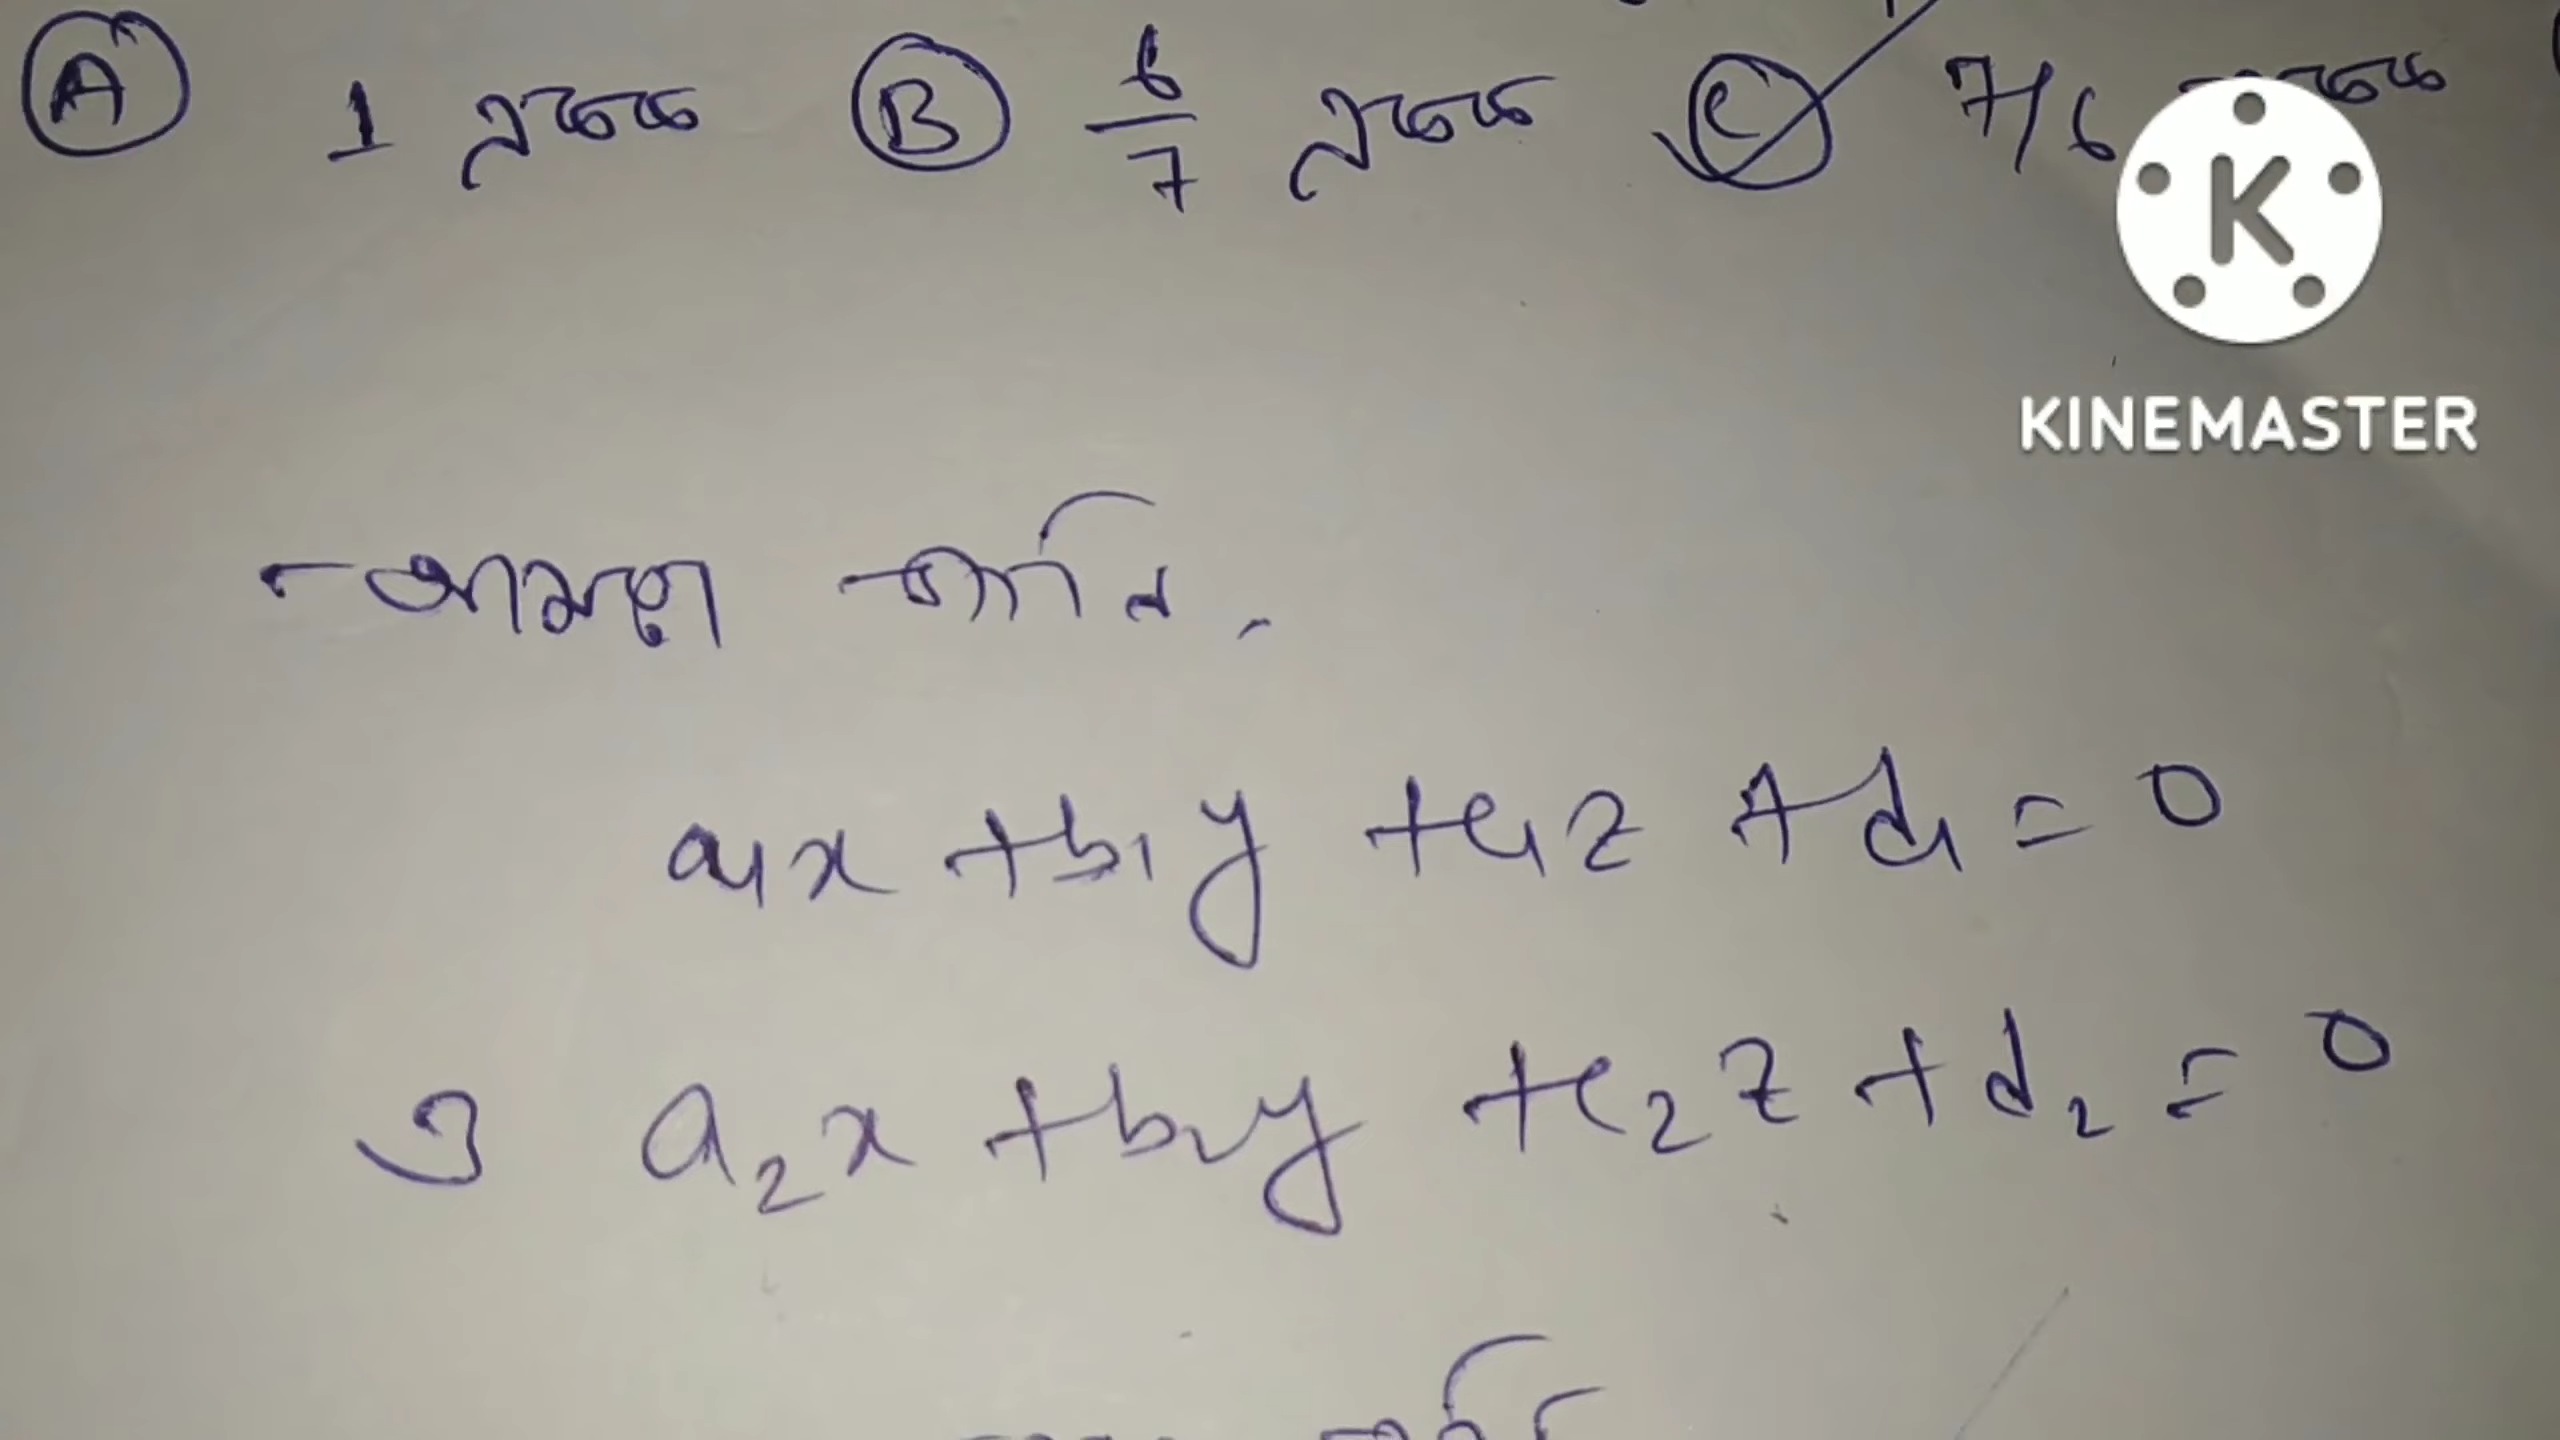 A 1 একক B 6/7 একক C 7/6 একক
KINEMASTER
আমরা জানি,
a₁x + b₁y + c₁z + d₁ = 0
ও a₂x + b₂y + c₂z + d₂ = 0